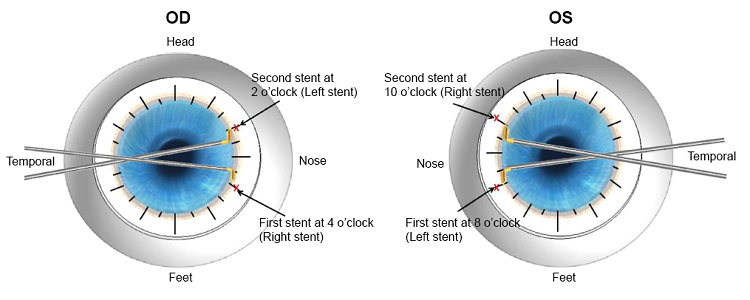 OD
OS
Head
Head
Second stent at
2 o'clock (Left stent)
Second stent at
10 o'clock (Right stent)
Temporal
Nose
Nose
Temporal
First stent at 4 o'clock
(Right stent)
First stent at 8 o'clock
(Left stent)
Feet
Feet